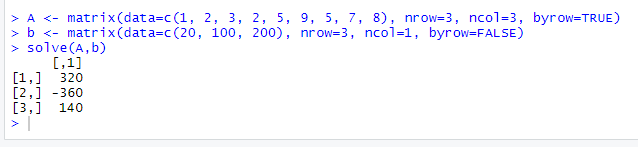 > A <- matrix(data=c(1, 2, 3, 2, 5, 9, 5, 7, 8), nrow=3, ncol=3, byrow=TRUE)
> b <- matrix(data=c(20, 100, 200), nrow=3, ncol=1, byrow=FALSE)
> solve(A,b)
     [,1]
[1,]  320
[2,] -360
[3,]  140
>